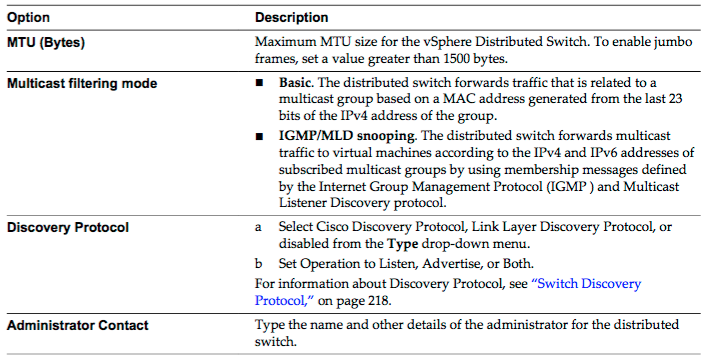 Option Description
MTU (Bytes) Maximum MTU size for the vSphere Distributed Switch. To enable jumbo
frames, set a value greater than 1500 bytes.
Multicast filtering mode ■ Basic. The distributed switch forwards traffic that is related to a
multicast group based on a MAC address generated from the last 23
bits of the IPv4 address of the group.
■ IGMP/MLD snooping. The distributed switch forwards multicast
traffic to virtual machines according to the IPv4 and IPv6 addresses of
subscribed multicast groups by using membership messages defined
by the Internet Group Management Protocol (IGMP ) and Multicast
Listener Discovery protocol.
Discovery Protocol a Select Cisco Discovery Protocol, Link Layer Discovery Protocol, or
disabled from the Type drop-down menu.
b Set Operation to Listen, Advertise, or Both.
For information about Discovery Protocol, see “Switch Discovery
Protocol,” on page 218.
Administrator Contact Type the name and other details of the administrator for the distributed
switch.